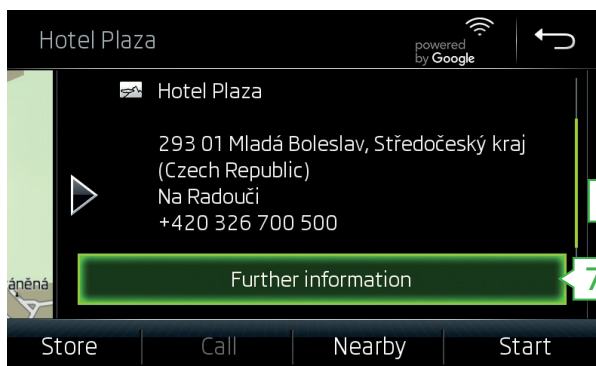 Hotel Plaza
powered
by Google
Hotel Plaza
293 01 Mladá Boleslav, Středočeský kraj
(Czech Republic)
Na Radouči
+420 326 700 500
áněná
Further information
7
Store
Call
Nearby
Start